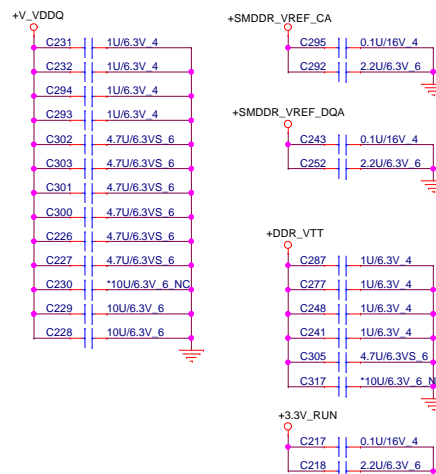 +V_VDDQ
C231 1U/6.3V_4
C232 1U/6.3V_4
C294 1U/6.3V_4
C293 1U/6.3V_4
C302 4.7U/6.3VS_6
C303 4.7U/6.3VS_6
C301 4.7U/6.3VS_6
C300 4.7U/6.3VS_6
C226 4.7U/6.3VS_6
C227 4.7U/6.3VS_6
C230 *10U/6.3V_6_NC
C229 10U/6.3V_6
C228 10U/6.3V_6
+SMDDR_VREF_CA
C295 0.1U/16V_4
C292 2.2U/6.3V_6
+SMDDR_VREF_DQA
C243 0.1U/16V_4
C252 2.2U/6.3V_6
+DDR_VTT
C287 1U/6.3V_4
C277 1U/6.3V_4
C248 1U/6.3V_4
C241 1U/6.3V_4
C305 4.7U/6.3VS_6
C317 *10U/6.3V_6_N
+3.3V_RUN
C217 0.1U/16V_4
C218 2.2U/6.3V_6